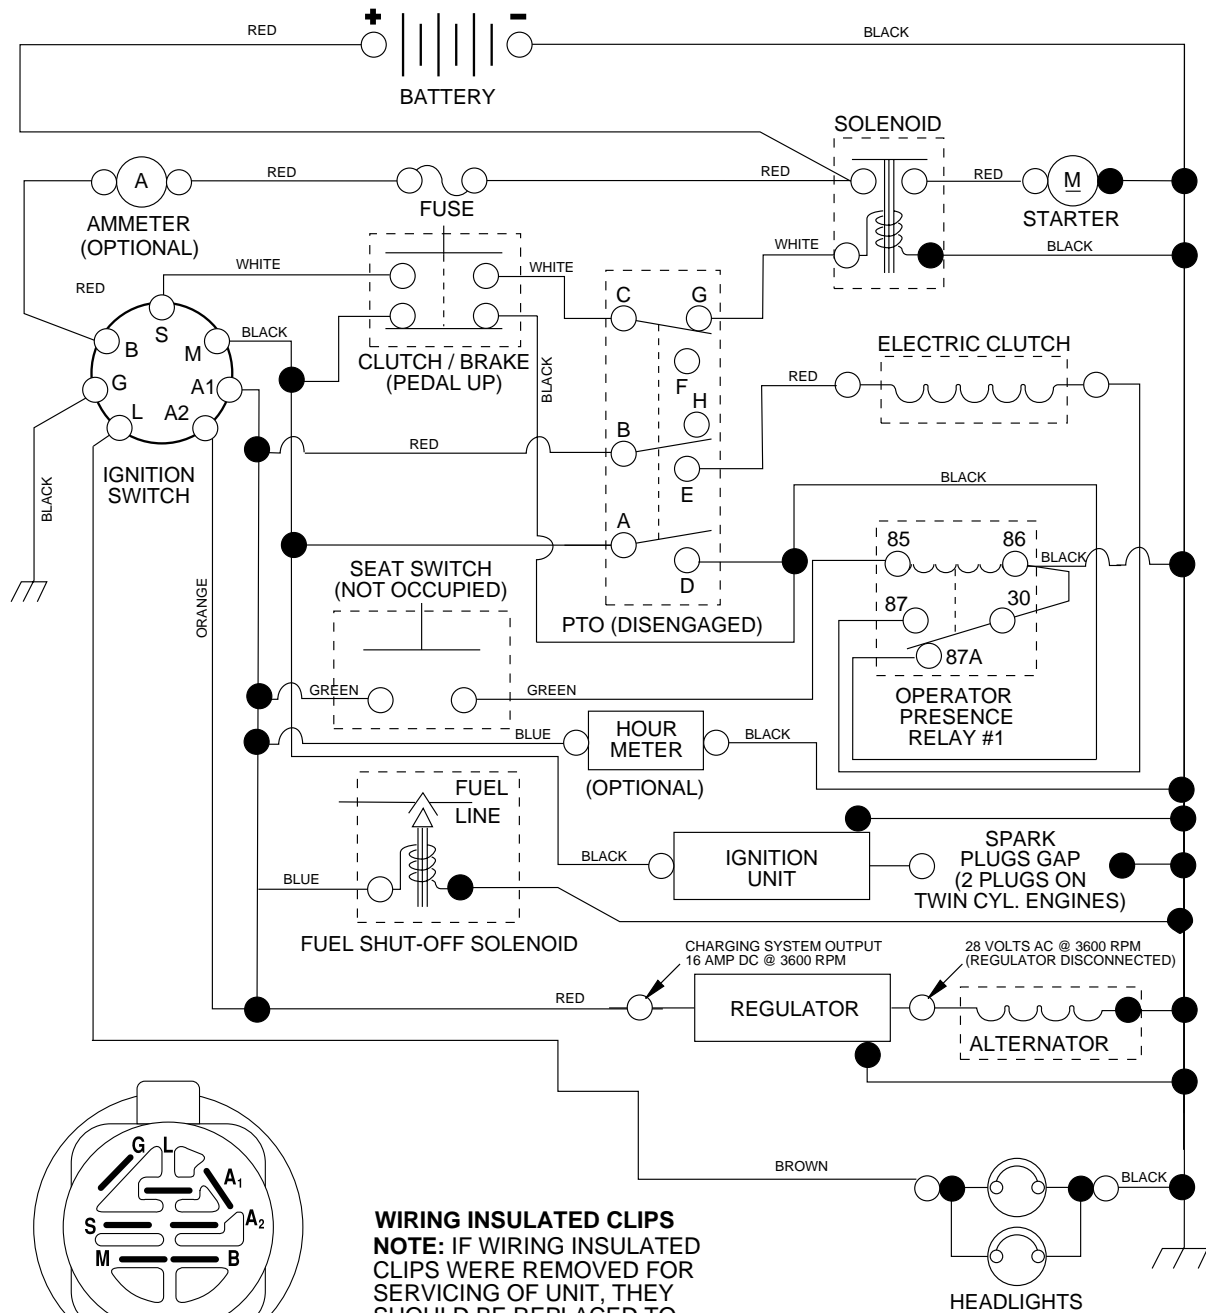 + -
RED
BLACK
BATTERY
SOLENOID
A
RED
RED
RED
M
AMMETER
(OPTIONAL)
FUSE
STARTER
WHITE
WHITE
WHITE
BLACK
RED
S
B
M
G
A1
L
A2
BLACK
IGNITION
SWITCH
CLUTCH / BRAKE
(PEDAL UP)
BLACK
C
G
F
H
B
E
A
D
ELECTRIC CLUTCH
RED
RED
BLACK
BLACK
85
86
BLACK
87
30
87A
SEAT SWITCH
(NOT OCCUPIED)
PTO (DISENGAGED)
ORANGE
GREEN
GREEN
OPERATOR
PRESENCE
RELAY #1
BLUE
HOUR
METER
BLACK
(OPTIONAL)
FUEL
LINE
BLACK
IGNITION
UNIT
SPARK
PLUGS GAP
(2 PLUGS ON
TWIN CYL. ENGINES)
BLUE
FUEL SHUT-OFF SOLENOID
CHARGING SYSTEM OUTPUT
16 AMP DC @ 3600 RPM
28 VOLTS AC @ 3600 RPM
(REGULATOR DISCONNECTED)
RED
REGULATOR
ALTERNATOR
G L
A1
A2
S
M
B
BROWN
BLACK
HEADLIGHTS
WIRING INSULATED CLIPS
NOTE: IF WIRING INSULATED
CLIPS WERE REMOVED FOR
SERVICING OF UNIT, THEY
SHOULD BE REPLACED TO